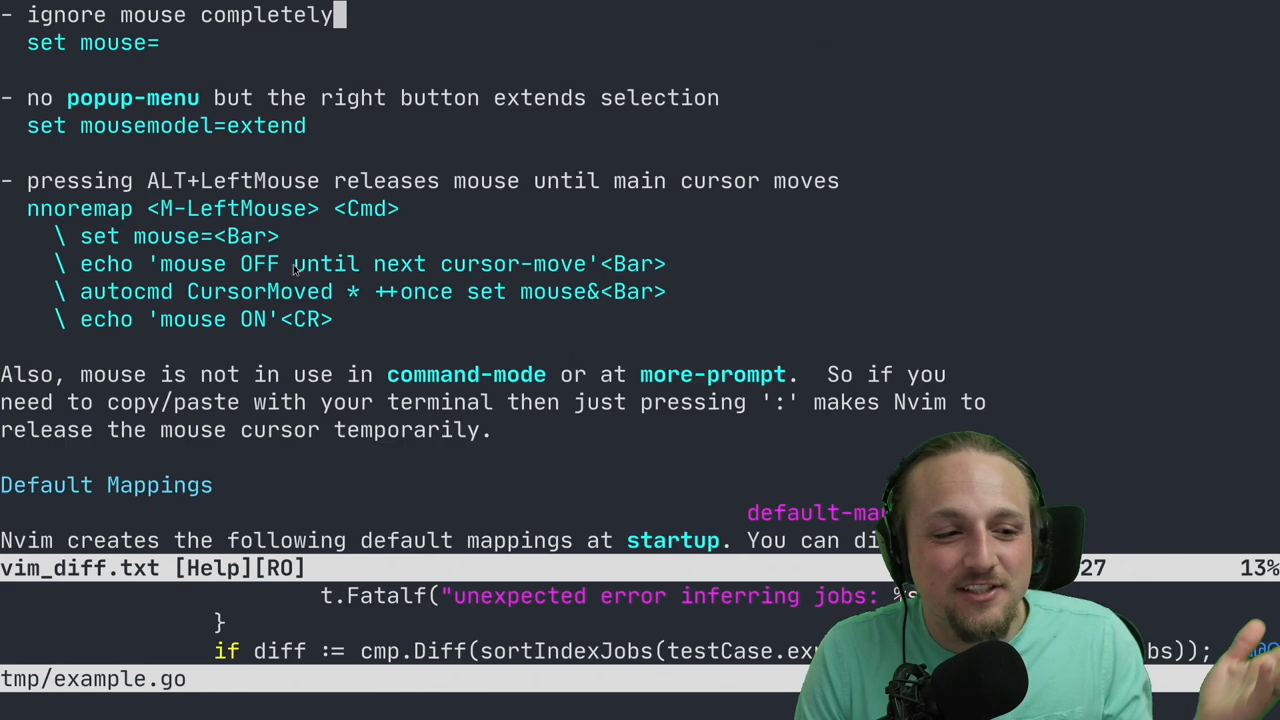 - ignore mouse completely
set mouse=
- no popup-menu but the right button extends selection
set mousemodel=extend
- pressing ALT+LeftMouse releases mouse until main cursor moves
nnoremap <M-LeftMouse> <Cmd>
\ set mouse=<Bar>
\ echo 'mouse OFF until next cursor-move'<Bar>
\ autocmd CursorMoved * ++once set mouse&<Bar>
\ echo 'mouse ON'<CR>
Also, mouse is not in use in command-mode or at more-prompt.  So if you
need to copy/paste with your terminal then just pressing ':' makes Nvim to
release the mouse cursor temporarily.
Default Mappings
default-ma
Nvim creates the following default mappings at startup. You can di
vim_diff.txt [Help][RO] 27 13%
t.Fatalf("unexpected error inferring jobs: %s
}
if diff := cmp.Diff(sortIndexJobs(testCase.exp bs));
tmp/example.go